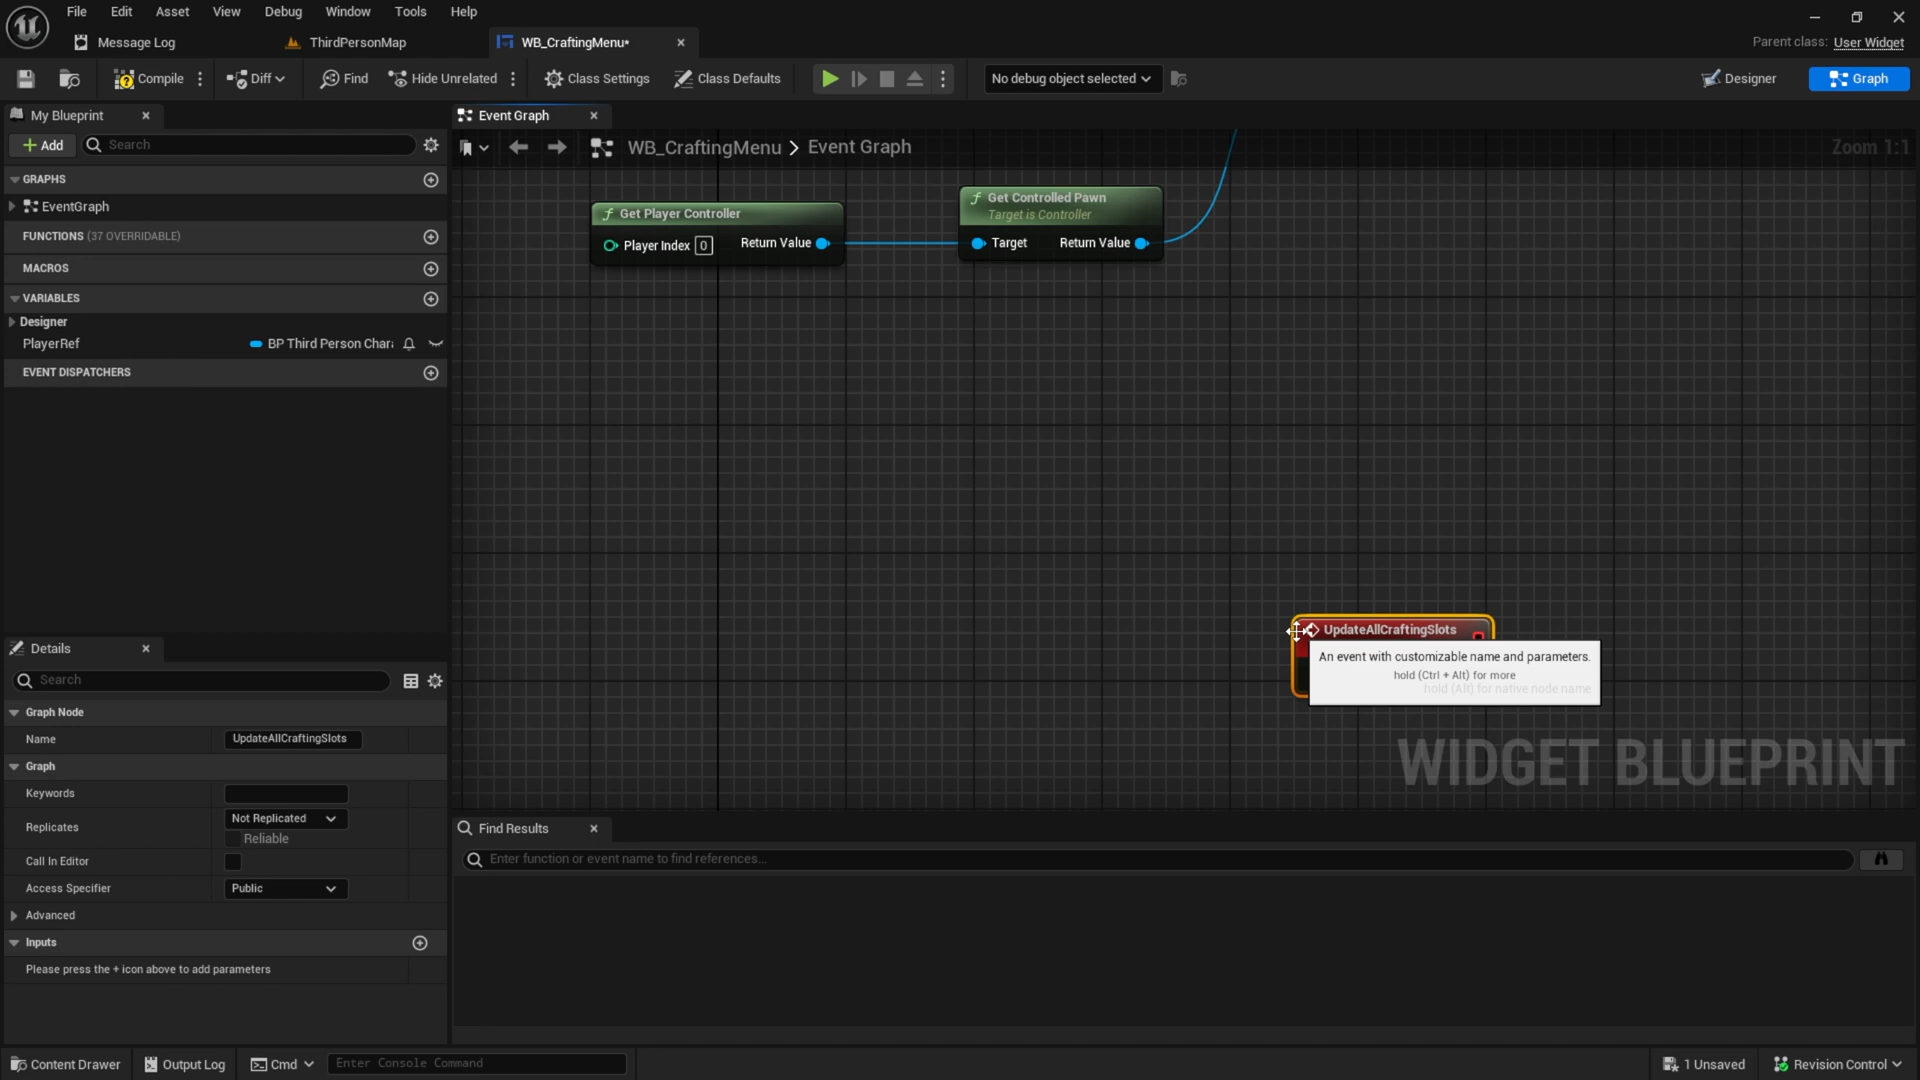 File Edit Asset View Debug Window Tools Help
Message Log
ThirdPersonMap
WB_CraftingMenu*
Parent class: User Widget
Compile
Diff
Find
Hide Unrelated
Class Settings
Class Defaults
No debug object selected
Designer
Graph
My Blueprint
Add
Search
GRAPHS
EventGraph
FUNCTIONS (37 OVERRIDABLE)
MACROS
VARIABLES
Designer
PlayerRef
BP Third Person Chara
EVENT DISPATCHERS
Event Graph
WB_CraftingMenu > Event Graph
Zoom 1:1
Get Player Controller
Player Index 0
Return Value
Get Controlled Pawn
Target is Controller
Target
Return Value
UpdateAllCraftingSlots
An event with customizable name and parameters.
hold (Ctrl + Alt) for more
hold (Alt) for native node name
WIDGET BLUEPRINT
Details
Search
Graph Node
Name
UpdateAllCraftingSlots
Graph
Keywords
Replicates
Not Replicated
Reliable
Call In Editor
Access Specifier
Public
Advanced
Inputs
Please press the + icon above to add parameters
Find Results
Enter function or event name to find references...
Content Drawer
Output Log
Cmd
Enter Console Command
1 Unsaved
Revision Control